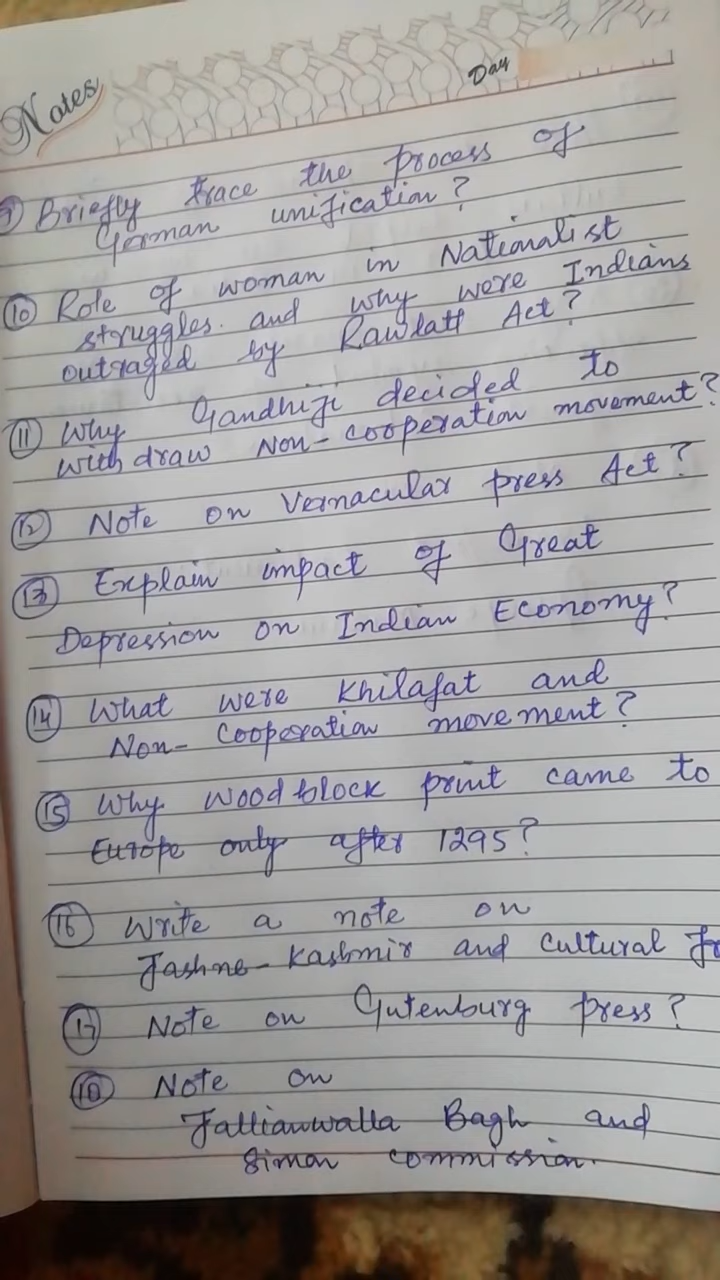 Notes
Day
9 Briefly trace the process of
German unification?
10 Role of woman in Nationalist
struggles. and why were Indians
outraged by Rawlatt Act?
11 Why Gandhiji decided to
withdraw Non-cooperation movement?
12 Note on Vernacular press Act?
13 Explain impact of Great
Depression on Indian Economy?
14 What were Khilafat and
Non-Cooperation movement?
15 Why woodblock print came to
Europe only after 1295?
16 Write a note on
Jashne-Kashmir and cultural fr
17 Note on Gutenburg press?
18 Note on
Jallianwalla Bagh and
Simon commission.